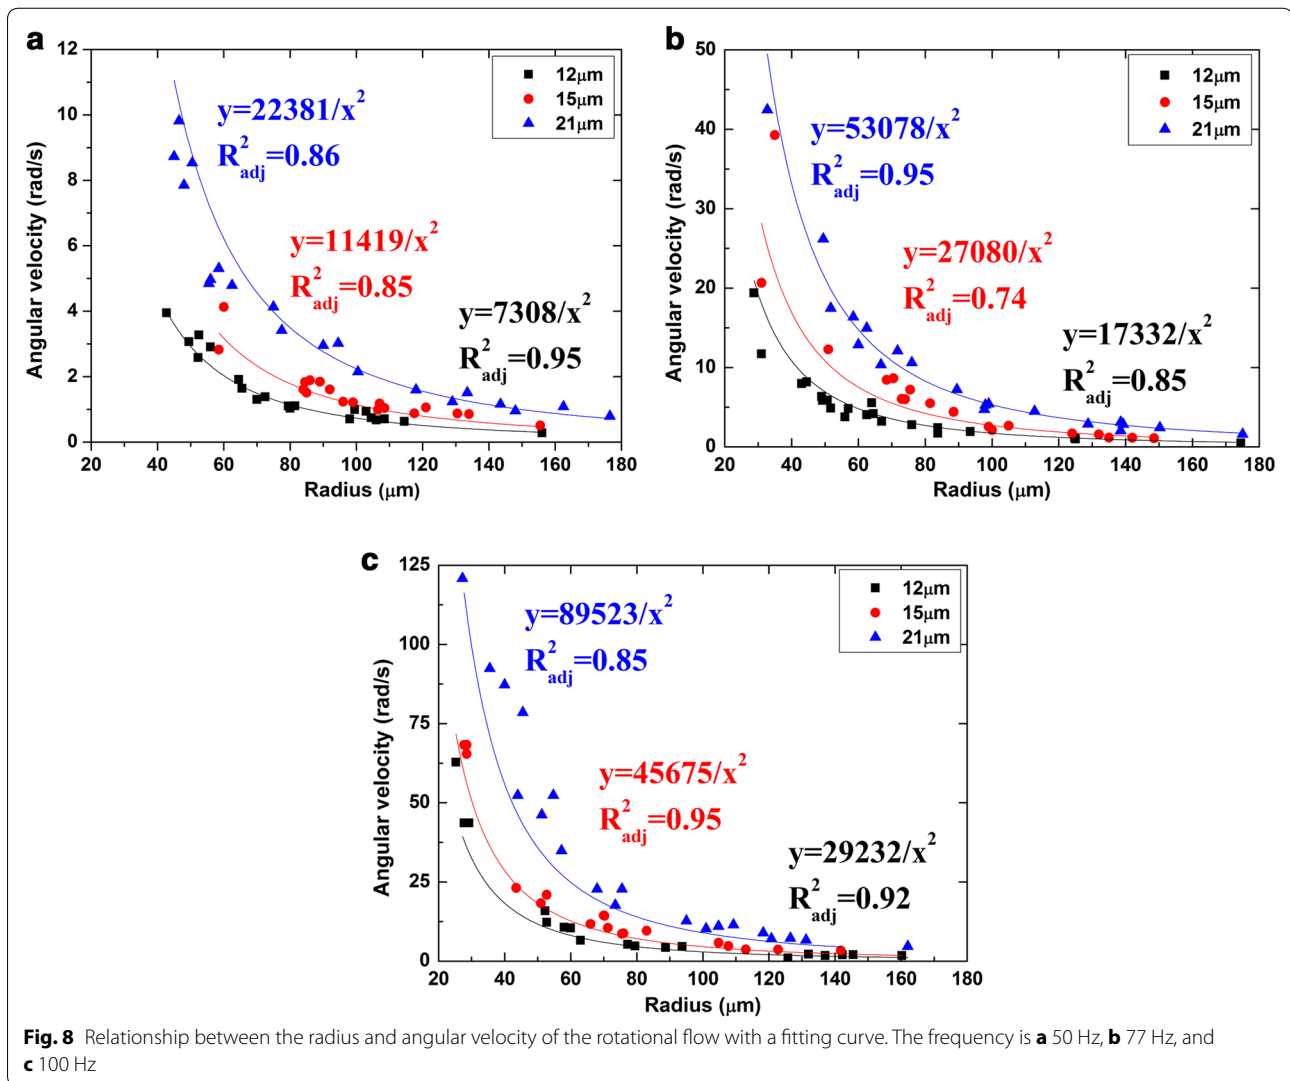 a
12
10
8
6
4
2
0
Angular velocity (rad/s)
20 40 60 80 100 120 140 160 180
Radius (μm)
12μm
15μm
21μm
y=22381/x²
R²adj=0.86
y=11419/x²
R²adj=0.85
y=7308/x²
R²adj=0.95
b
50
40
30
20
10
0
Angular velocity (rad/s)
20 40 60 80 100 120 140 160 180
Radius (μm)
12μm
15μm
21μm
y=53078/x²
R²adj=0.95
y=27080/x²
R²adj=0.74
y=17332/x²
R²adj=0.85
c
125
100
75
50
25
0
Angular velocity (rad/s)
20 40 60 80 100 120 140 160 180
Radius (μm)
12μm
15μm
21μm
y=89523/x²
R²adj=0.85
y=45675/x²
R²adj=0.95
y=29232/x²
R²adj=0.92
Fig. 8 Relationship between the radius and angular velocity of the rotational flow with a fitting curve. The frequency is a 50 Hz, b 77 Hz, and
c 100 Hz